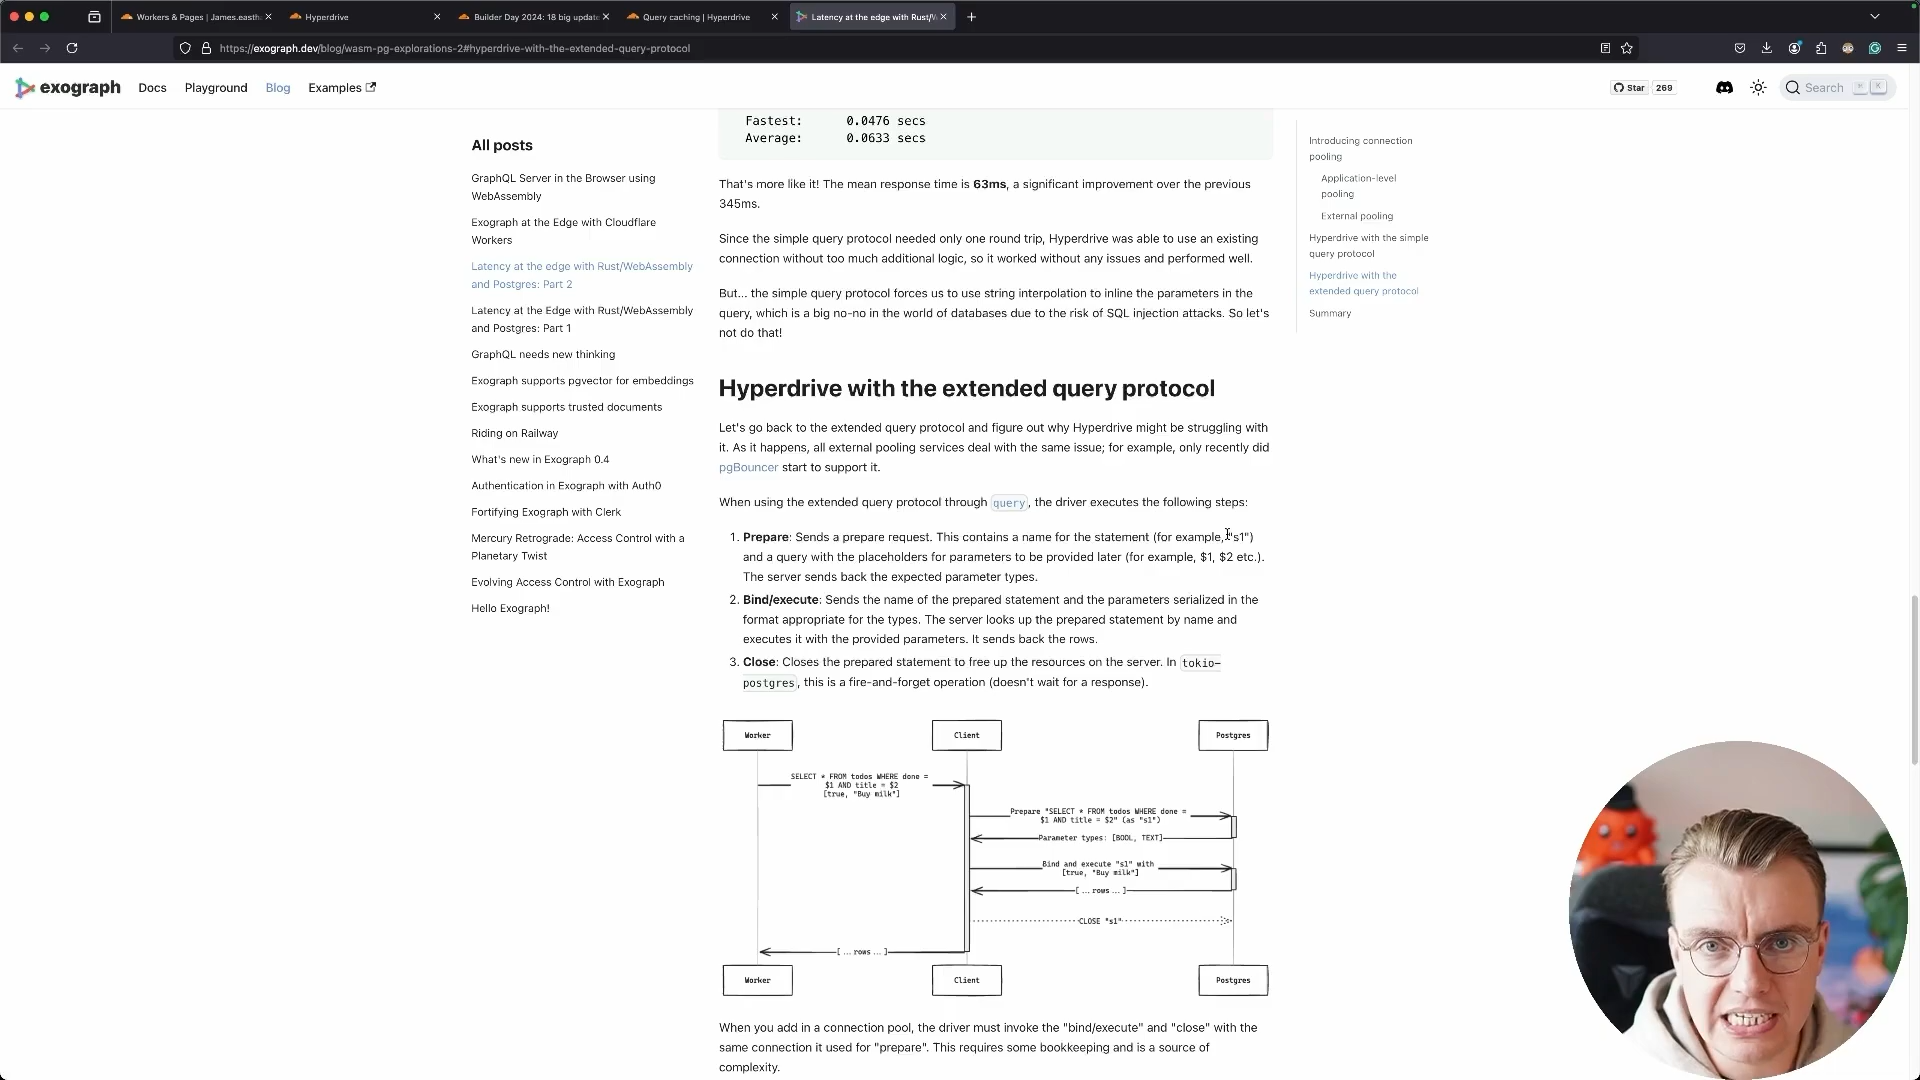 Workers & Pages | James.easth
Hyperdrive
Builder Day 2024: 18 big update
Query caching | Hyperdrive
Latency at the edge with Rust/W
https://exograph.dev/blog/wasm-pg-explorations-2#hyperdrive-with-the-extended-query-protocol
exograph
Docs
Playground
Blog
Examples
Star
269
Search
K
All posts
GraphQL Server in the Browser using
WebAssembly
Exograph at the Edge with Cloudflare
Workers
Latency at the edge with Rust/WebAssembly
and Postgres: Part 2
Latency at the Edge with Rust/WebAssembly
and Postgres: Part 1
GraphQL needs new thinking
Exograph supports pgvector for embeddings
Exograph supports trusted documents
Riding on Railway
What's new in Exograph 0.4
Authentication in Exograph with Auth0
Fortifying Exograph with Clerk
Mercury Retrograde: Access Control with a
Planetary Twist
Evolving Access Control with Exograph
Hello Exograph!
Fastest: 0.0476 secs
Average: 0.0633 secs
That's more like it! The mean response time is 63ms, a significant improvement over the previous
345ms.
Since the simple query protocol needed only one round trip, Hyperdrive was able to use an existing
connection without too much additional logic, so it worked without any issues and performed well.
But... the simple query protocol forces us to use string interpolation to inline the parameters in the
query, which is a big no-no in the world of databases due to the risk of SQL injection attacks. So let's
not do that!
Hyperdrive with the extended query protocol
Let's go back to the extended query protocol and figure out why Hyperdrive might be struggling with
it. As it happens, all external pooling services deal with the same issue; for example, only recently did
pgBouncer start to support it.
When using the extended query protocol through query, the driver executes the following steps:
1. Prepare: Sends a prepare request. This contains a name for the statement (for example, "s1")
and a query with the placeholders for parameters to be provided later (for example, $1, $2 etc.).
The server sends back the expected parameter types.
2. Bind/execute: Sends the name of the prepared statement and the parameters serialized in the
format appropriate for the types. The server looks up the prepared statement by name and
executes it with the provided parameters. It sends back the rows.
3. Close: Closes the prepared statement to free up the resources on the server. In tokio-
postgres, this is a fire-and-forget operation (doesn't wait for a response).
Worker
Client
Postgres
SELECT * FROM todos WHERE done =
$1 AND title = $2
[true, "Buy milk"]
Prepare "SELECT * FROM todos WHERE done =
$1 AND title = $2" (as "s1")
Parameter types: [BOOL, TEXT]
Bind and execute "s1" with
[true, "Buy milk"]
[...rows...]
CLOSE "s1"
[...rows...]
Worker
Client
Postgres
When you add in a connection pool, the driver must invoke the "bind/execute" and "close" with the
same connection it used for "prepare". This requires some bookkeeping and is a source of
complexity.
Introducing connection
pooling
Application-level
pooling
External pooling
Hyperdrive with the simple
query protocol
Hyperdrive with the
extended query protocol
Summary